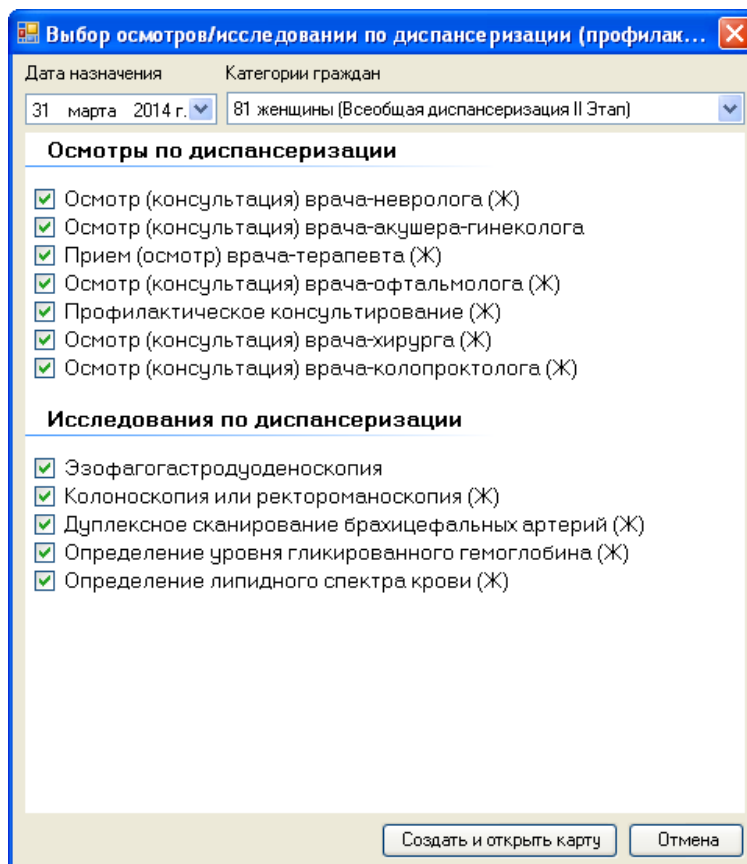 Выбор осмотров/исследовании по диспансеризации (профилак...
Дата назначения Категории граждан
31 марта 2014 г. 81 женщины (Всеобщая диспансеризация II Этап)
Осмотры по диспансеризации
Осмотр (консультация) врача-невролога (Ж)
Осмотр (консультация) врача-акушера-гинеколога
Прием (осмотр) врача-терапевта (Ж)
Осмотр (консультация) врача-офтальмолога (Ж)
Профилактическое консультирование (Ж)
Осмотр (консультация) врача-хирурга (Ж)
Осмотр (консультация) врача-колопроктолога (Ж)
Исследования по диспансеризации
Эзофагогастродуоденоскопия
Колоноскопия или ректороманоскопия (Ж)
Дуплексное сканирование брахицефальных артерий (Ж)
Определение уровня гликированного гемоглобина (Ж)
Определение липидного спектра крови (Ж)
Создать и открыть карту Отмена